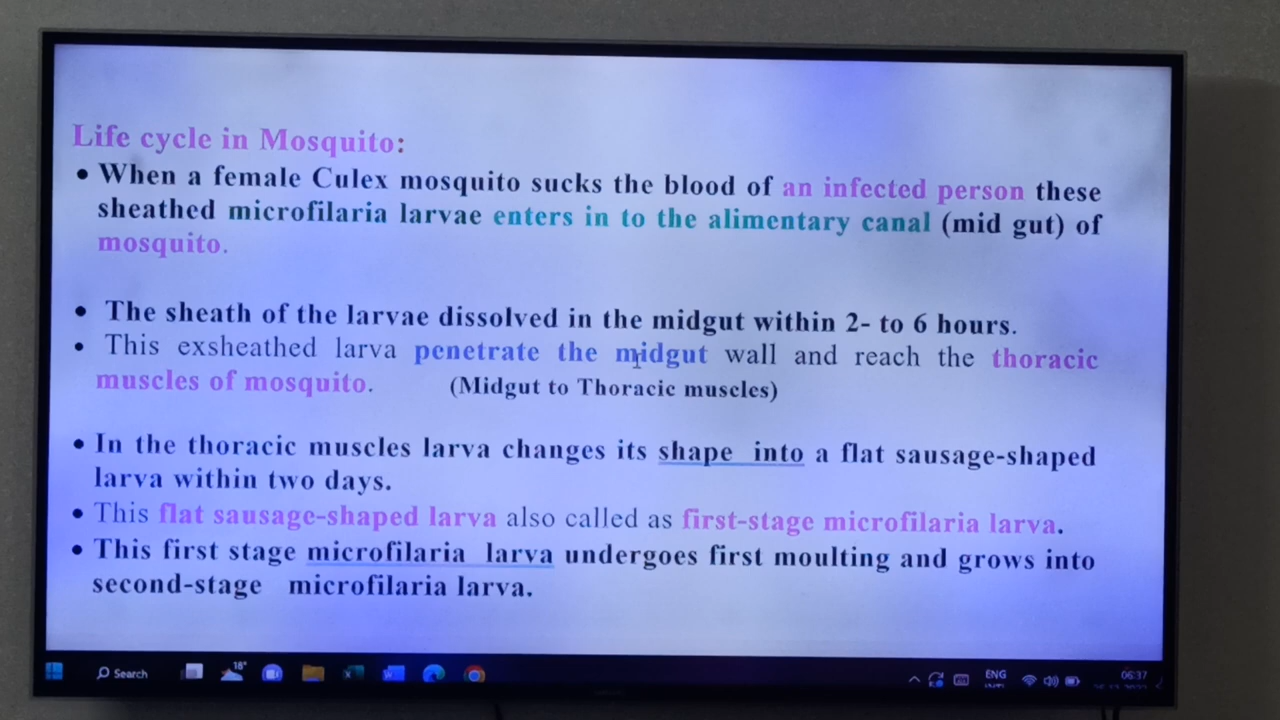 Life cycle in Mosquito:
• When a female Culex mosquito sucks the blood of an infected person these
sheathed microfilaria larvae enters in to the alimentary canal (mid gut) of
mosquito.
• The sheath of the larvae dissolved in the midgut within 2- to 6 hours.
• This exsheathed larva penetrate the midgut wall and reach the thoracic
muscles of mosquito. (Midgut to Thoracic muscles)
• In the thoracic muscles larva changes its shape into a flat sausage-shaped
larva within two days.
• This flat sausage-shaped larva also called as first-stage microfilaria larva.
• This first stage microfilaria larva undergoes first moulting and grows into
second-stage microfilaria larva.
Search 18° ENG 06:37